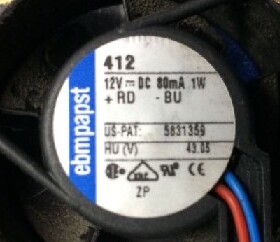 ebmpapst
412
12V ⎓ DC 80mA 1W
+ RD - BU
US-PAT: 5831359
HU (V) 43.05
ZP